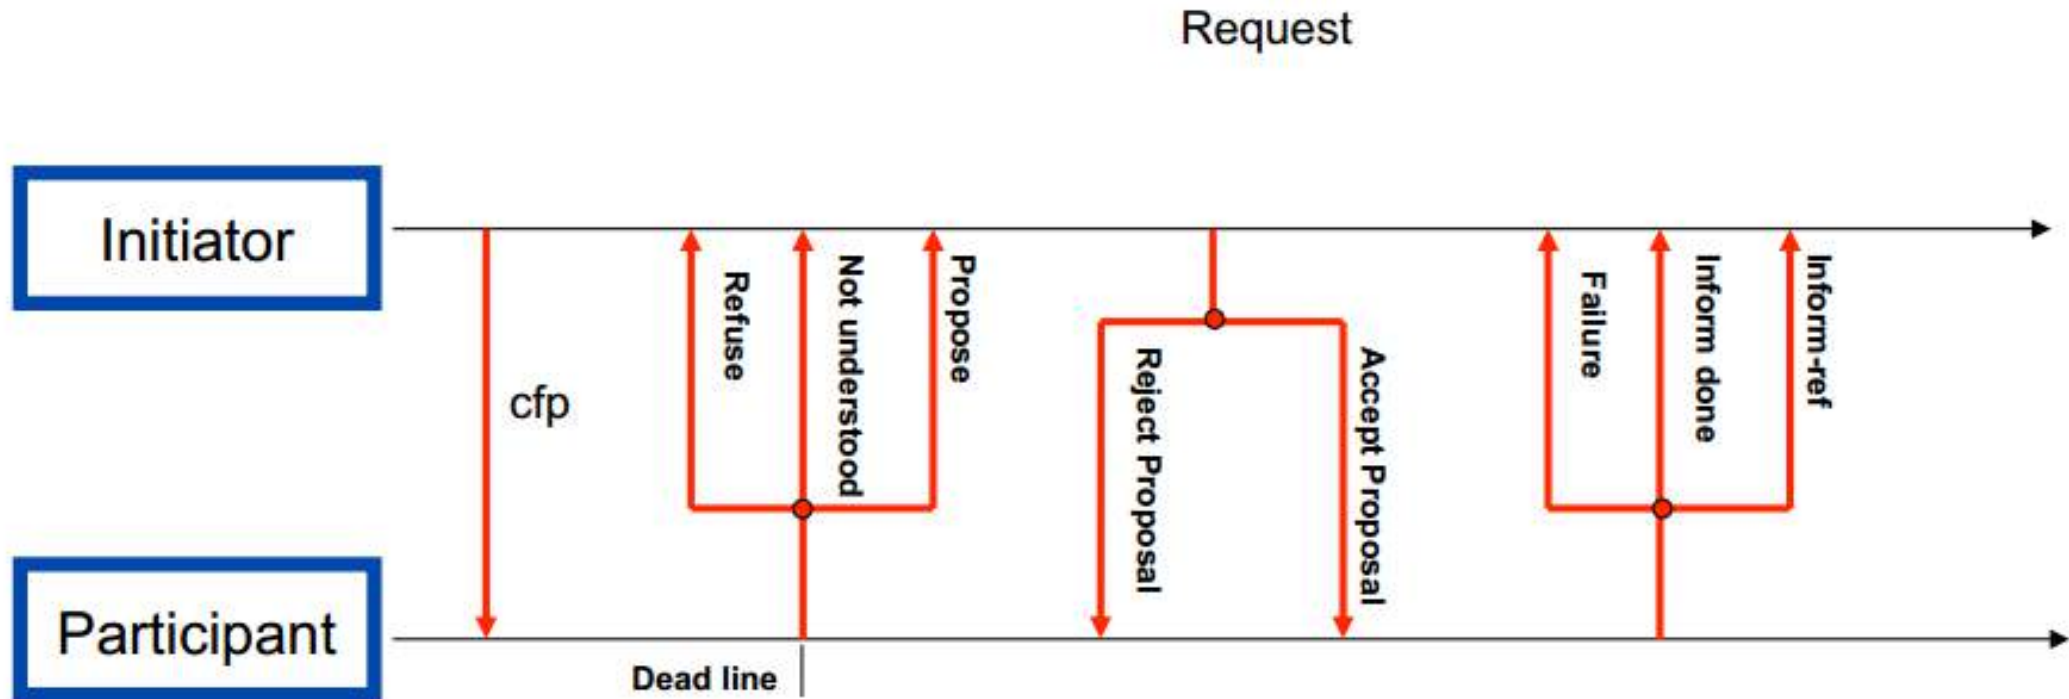 Request
Initiator
cfp
Refuse
Not understood
Propose
Reject Proposal
Accept Proposal
Failure
Inform done
Inform-ref
Participant
Dead line